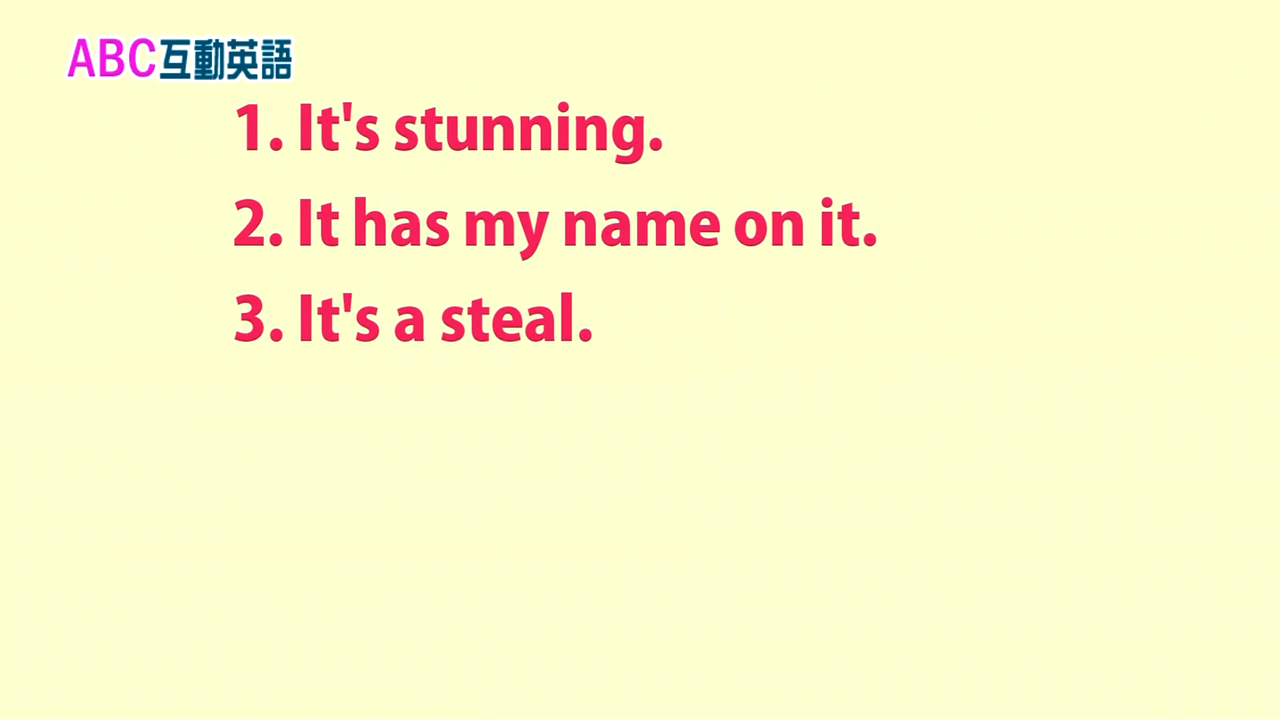 ABC互動英語
1. It's stunning.
2. It has my name on it.
3. It's a steal.